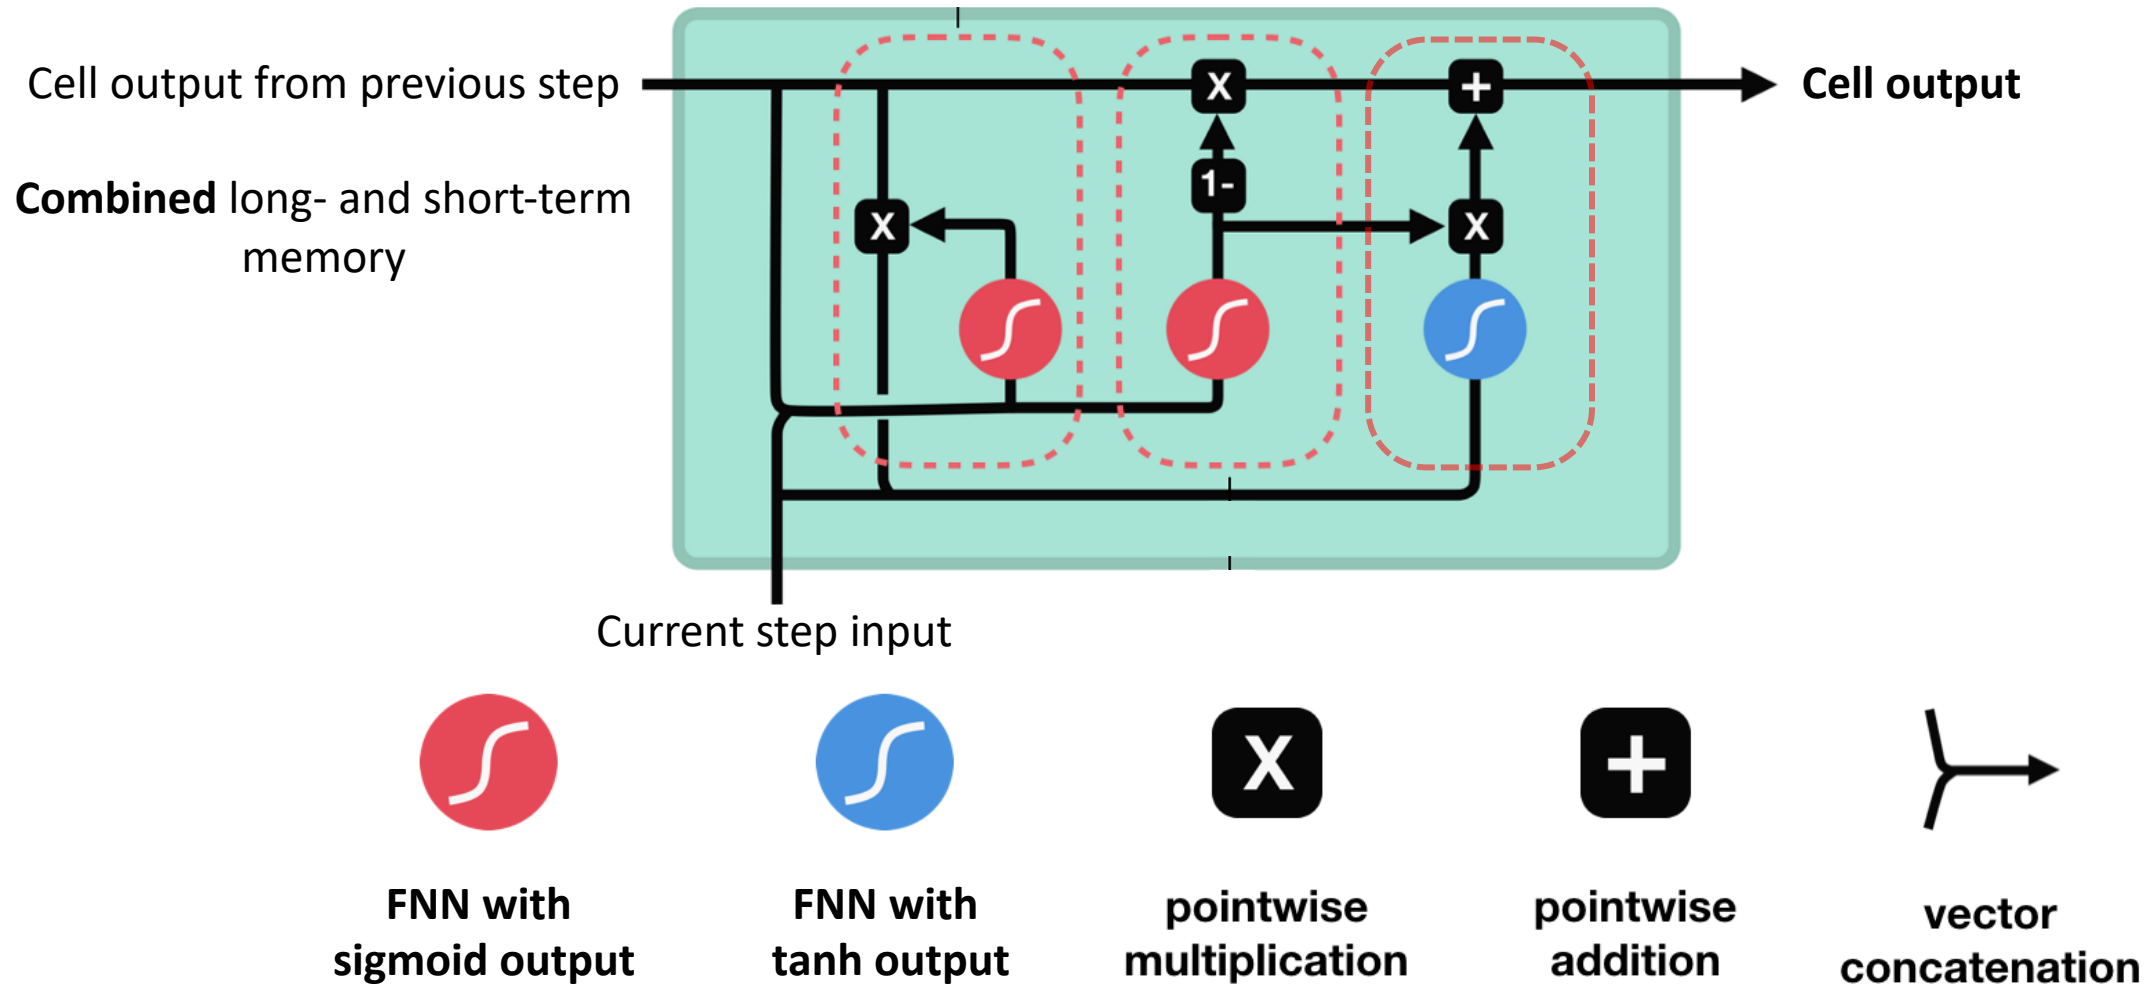 Cell output from previous step
X
+
Cell output
Combined long- and short-term
memory
1-
X
X
Current step input
X
+
FNN with
sigmoid output
FNN with
tanh output
pointwise
multiplication
pointwise
addition
vector
concatenation